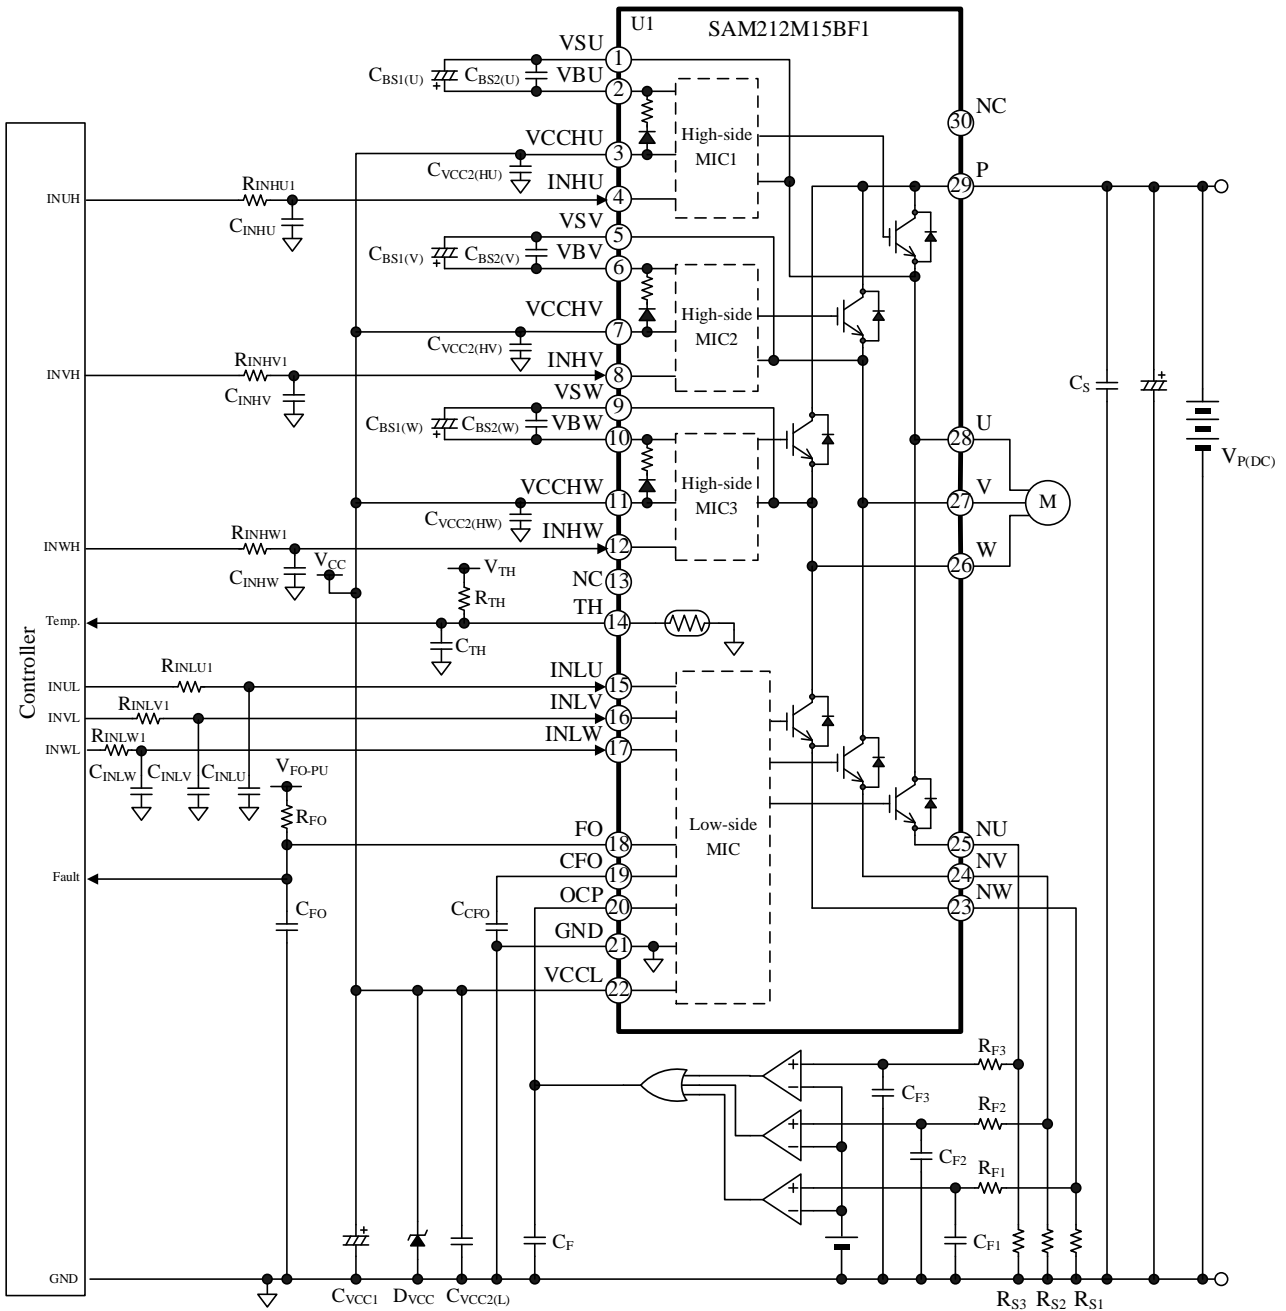 U1 SAM212M15BF1
VSU 1
CBS1(U) CBS2(U) VBU 2
NC 30
High-side
MIC1
VCCHU 3
CVCC2(HU)
P 29
INUH RINHU1 INHU 4
CINHU
VSV 5
CBS1(V) CBS2(V) VBV 6
High-side
MIC2
VCCHV 7
CVCC2(HV)
INVH RINHV1 INHV 8
CINHV
CS
+
VSW 9
CBS1(W) CBS2(W) VBW 10
U 28
VP(DC)
High-side
MIC3
VCCHW 11
CVCC2(HW)
V 27
M
INWH RINHW1 INHW 12
CINHW
VCC
W 26
NC 13
VTH
RTH
TH 14
Temp.
CTH
Controller
INUL RINLU1 INLU 15
INVL RINLV1 INLV 16
INWL RINLW1 INLW 17
CINLW CINLV CINLU
VFO-PU
RFO
Low-side
MIC
FO 18
NU 25
Fault
CFO 19
NV 24
CFO CCFO
OCP 20
NW 23
GND 21
VCCL 22
+
−
RF3
CF3
+
−
RF2
CF2
+
−
RF1
CF1
+
CF
GND
CVCC1 DVCC CVCC2(L)
RS3 RS2 RS1